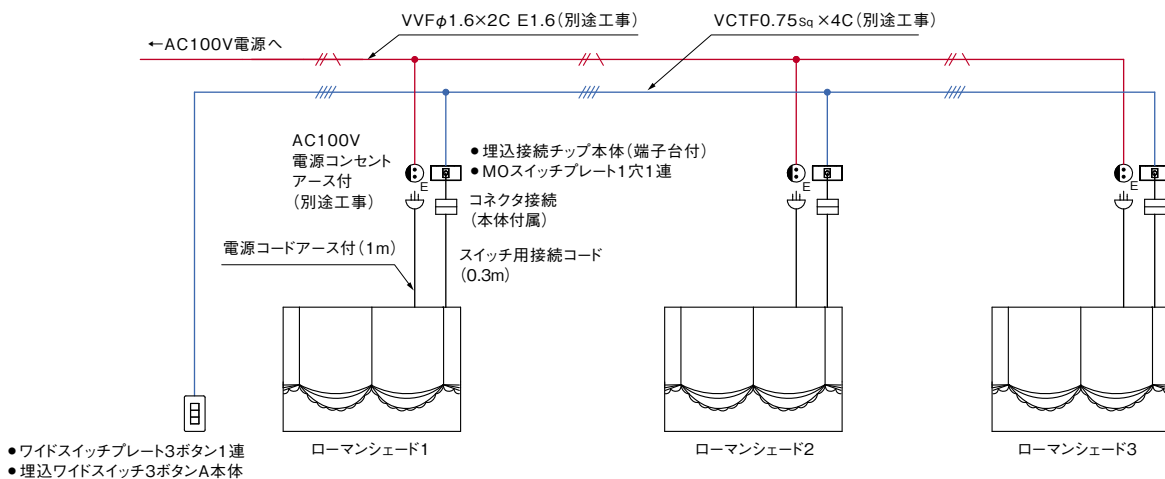 VVFφ1.6×2C E1.6(別途工事)
VCTF0.75sq×4C(別途工事)
←AC100V電源へ
AC100V
電源コンセント
アース付
(別途工事)
E
●埋込接続チップ本体(端子台付)
●MOスイッチプレート1穴1連
コネクタ接続
(本体付属)
電源コードアース付(1m)
スイッチ用接続コード
(0.3m)
E
E
ローマンシェード1
ローマンシェード2
ローマンシェード3
●ワイドスイッチプレート3ボタン1連
●埋込ワイドスイッチ3ボタンA本体